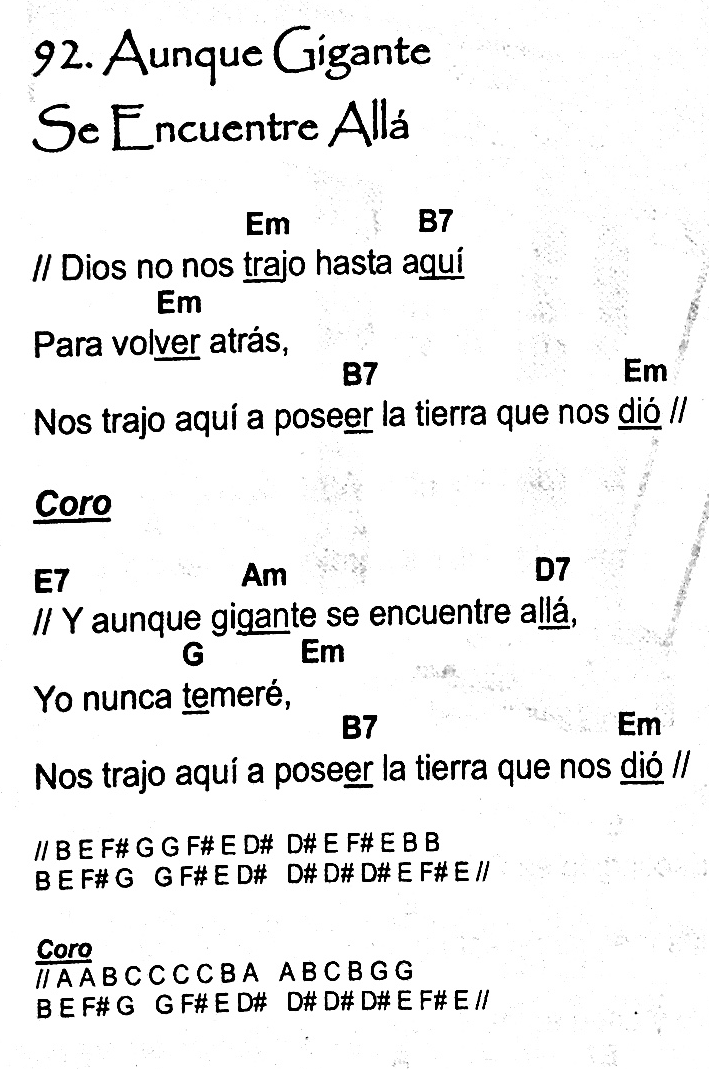 92. Aunque Gigante
Se Encuentre Allá
Em B7
// Dios no nos trajo hasta aquí
Em
Para volver atrás,
B7 Em
Nos trajo aquí a poseer la tierra que nos dió //
Coro
E7 Am D7
// Y aunque gigante se encuentre allá,
G Em
Yo nunca temeré,
B7 Em
Nos trajo aquí a poseer la tierra que nos dió //
// B E F# G G F# E D# D# E F# E B B
B E F# G G F# E D# D# D# D# E F# E //
Coro
// A A B C C C C B A A B C B G G
B E F# G G F# E D# D# D# D# E F# E //